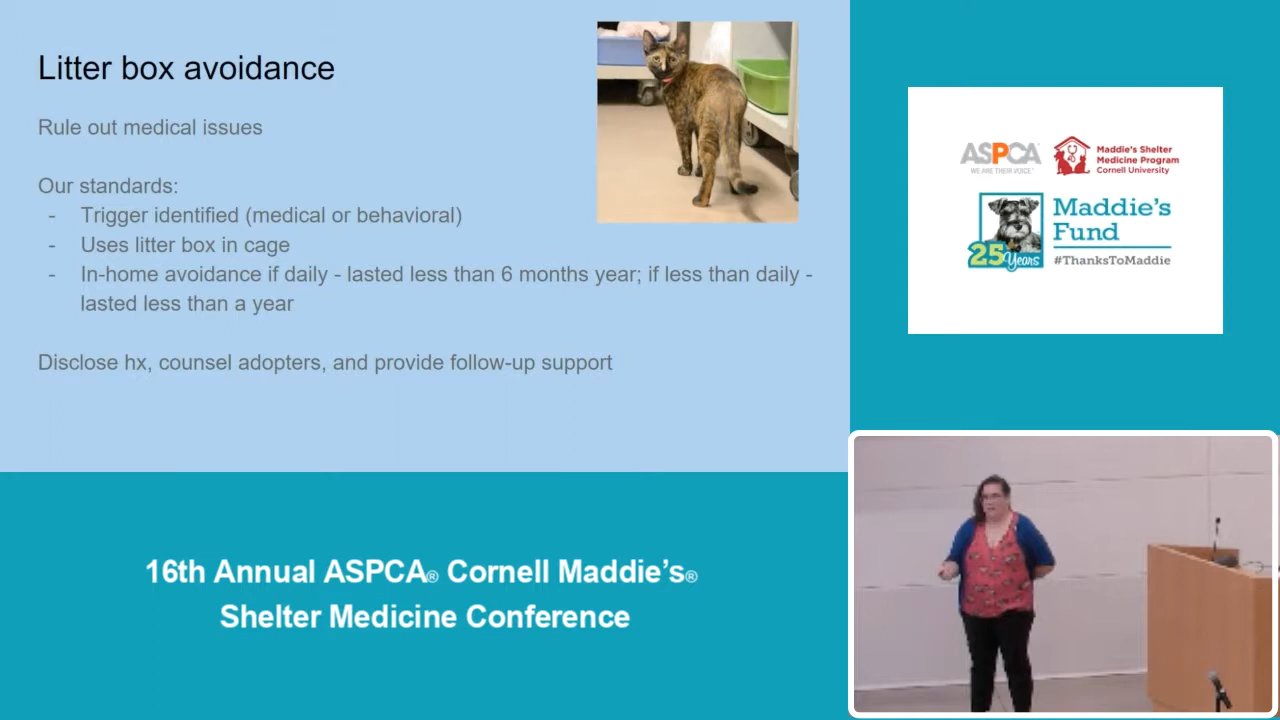 Litter box avoidance
Rule out medical issues
Our standards:
- Trigger identified (medical or behavioral)
- Uses litter box in cage
- In-home avoidance if daily - lasted less than 6 months year; if less than daily -
lasted less than a year
Disclose hx, counsel adopters, and provide follow-up support
ASPCA
WE ARE THEIR VOICE.
Maddie's Shelter
Medicine Program
Cornell University
Maddie's
Fund
25 Years
#ThanksToMaddie
16th Annual ASPCA® Cornell Maddie's®
Shelter Medicine Conference